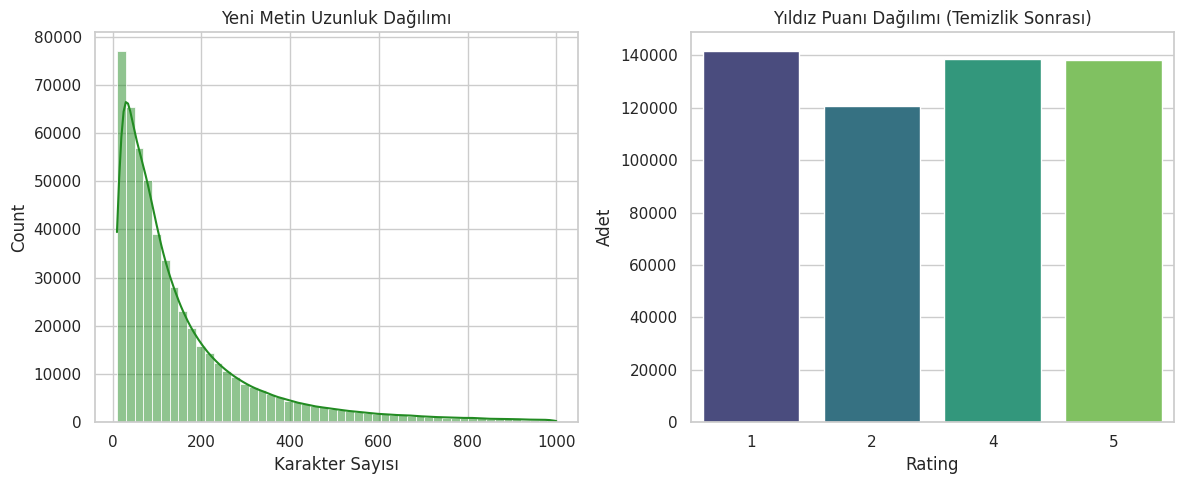 Yeni Metin Uzunluk Dağılımı
80000
70000
60000
50000
40000
30000
20000
10000
0
Count
0 200 400 600 800 1000
Karakter Sayısı
Yıldız Puanı Dağılımı (Temizlik Sonrası)
140000
120000
100000
80000
60000
40000
20000
0
Adet
1 2 4 5
Rating